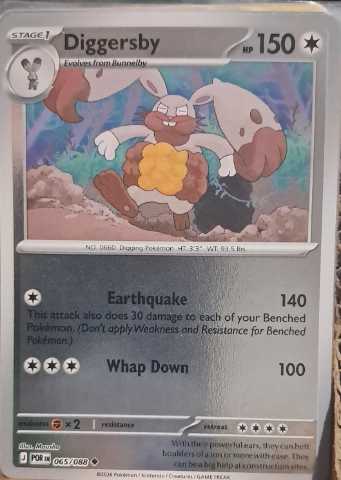 STAGE 1
Diggersby
HP 150
Evolves from Bunnelby
NO. 0660 Digging Pokémon HT: 3'3" WT: 93.5 lbs.
Earthquake 140
This attack also does 30 damage to each of your Benched
Pokémon. (Don't apply Weakness and Resistance for Benched
Pokémon.)
Whap Down 100
weakness ×2 resistance retreat
Illus. Mousho
J POR EN 065/088
With their powerful ears, they can heft
boulders of a ton or more with ease. They
can be a big help at construction sites.
©2026 Pokémon / Nintendo / Creatures / GAME FREAK